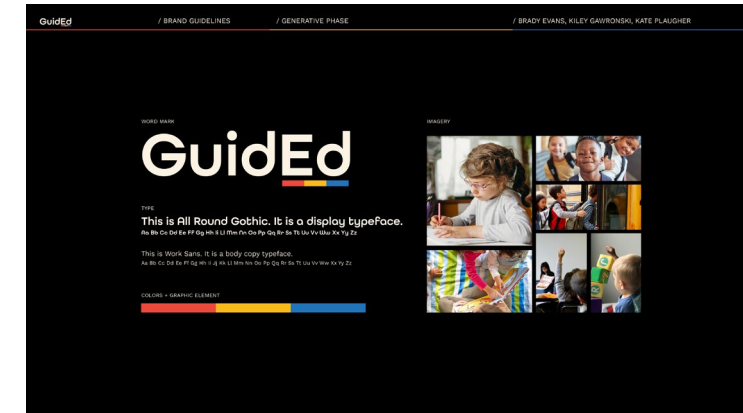 GuidEd
/ BRAND GUIDELINES
/ GENERATIVE PHASE
/ BRADY EVANS, KILEY GAWRONSKI, KATE PLAUGHER
WORD MARK
GuidEd
TYPE
This is All Round Gothic. It is a display typeface.
Aa Bb Cc Dd Ee Ff Gg Hh Ii Ll Mm Nn Oo Pp Qq Rr Ss Tt Uu Vv Ww Xx Yy Zz
This is Work Sans. It is a body copy typeface.
Aa Bb Cc Dd Ee Ff Gg Hh Ii Jj Kk Ll Mm Nn Oo Pp Qq Rr Ss Tt Uu Vv Ww Xx Yy Zz
COLORS + GRAPHIC ELEMENT
IMAGERY